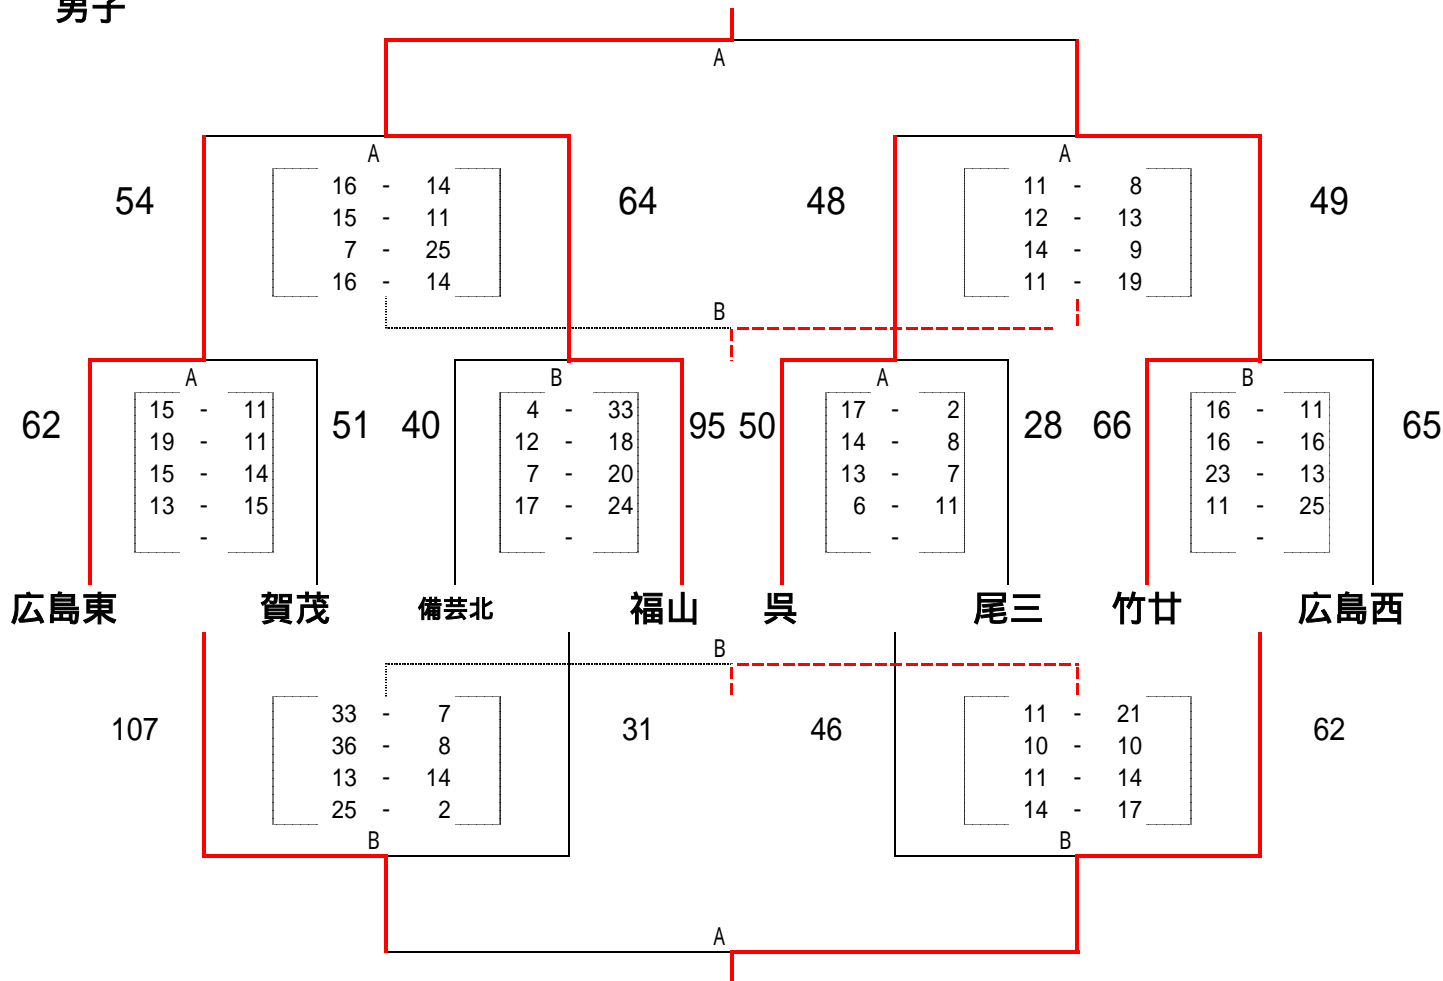 男子
A
A A
54 16 - 14 64 48 11 - 8 49
15 - 11 12 - 13
7 - 25 14 - 9
16 - 14 11 - 19
B
A B A B
62 15 - 11 51 40 4 - 33 95 50 17 - 2 28 66 16 - 11 65
19 - 11 12 - 18 14 - 8 16 - 16
15 - 14 7 - 20 13 - 7 23 - 13
13 - 15 17 - 24 6 - 11 11 - 25
- - - -
広島東 賀茂 備芸北 福山 呉 尾三 竹廿 広島西
B
107 33 - 7 31 46 11 - 21 62
36 - 8 10 - 10
13 - 14 11 - 14
25 - 2 14 - 17
B B
A